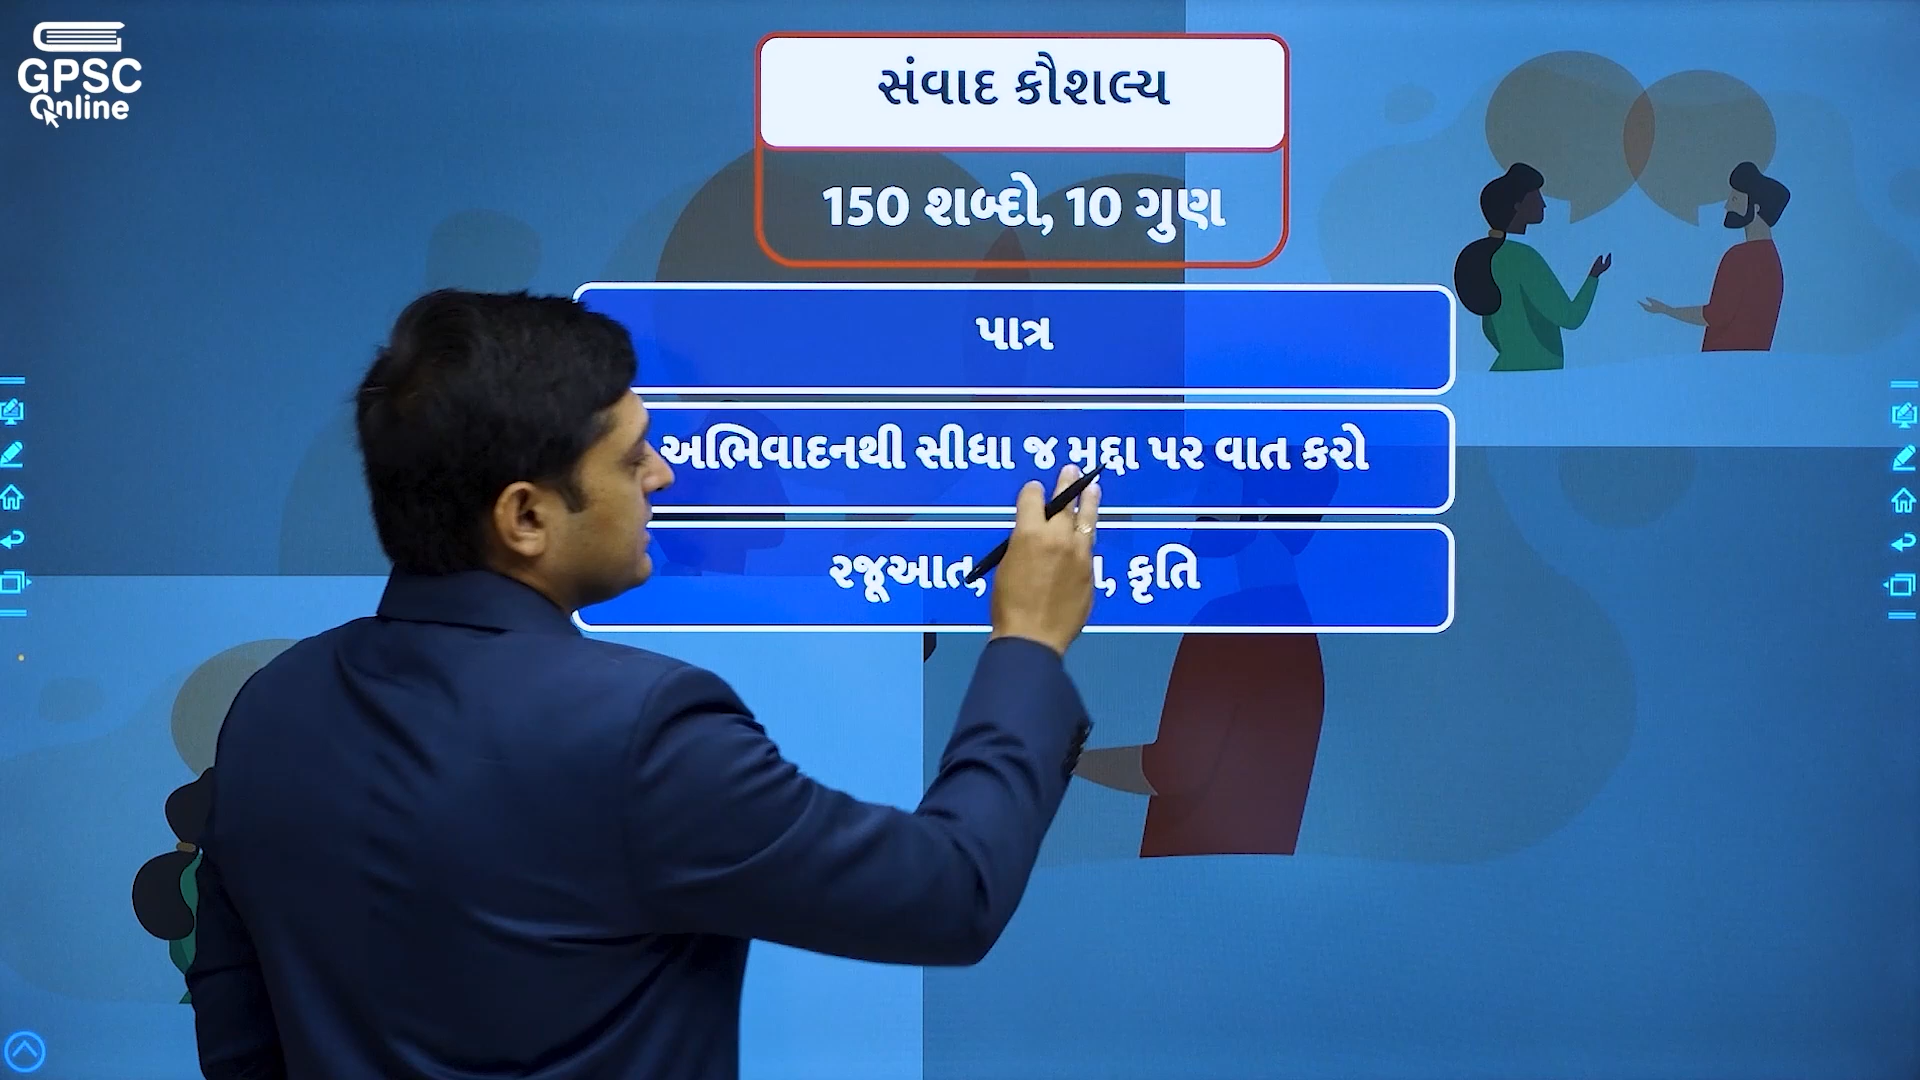 GPSC
Online
સંવાદ કૌશલ્ય
150 શબ્દો, 10 ગુણ
પાત્ર
અભિવાદનથી સીધા જ મુદ્દા પર વાત કરો
રજૂઆત, કૃતિ